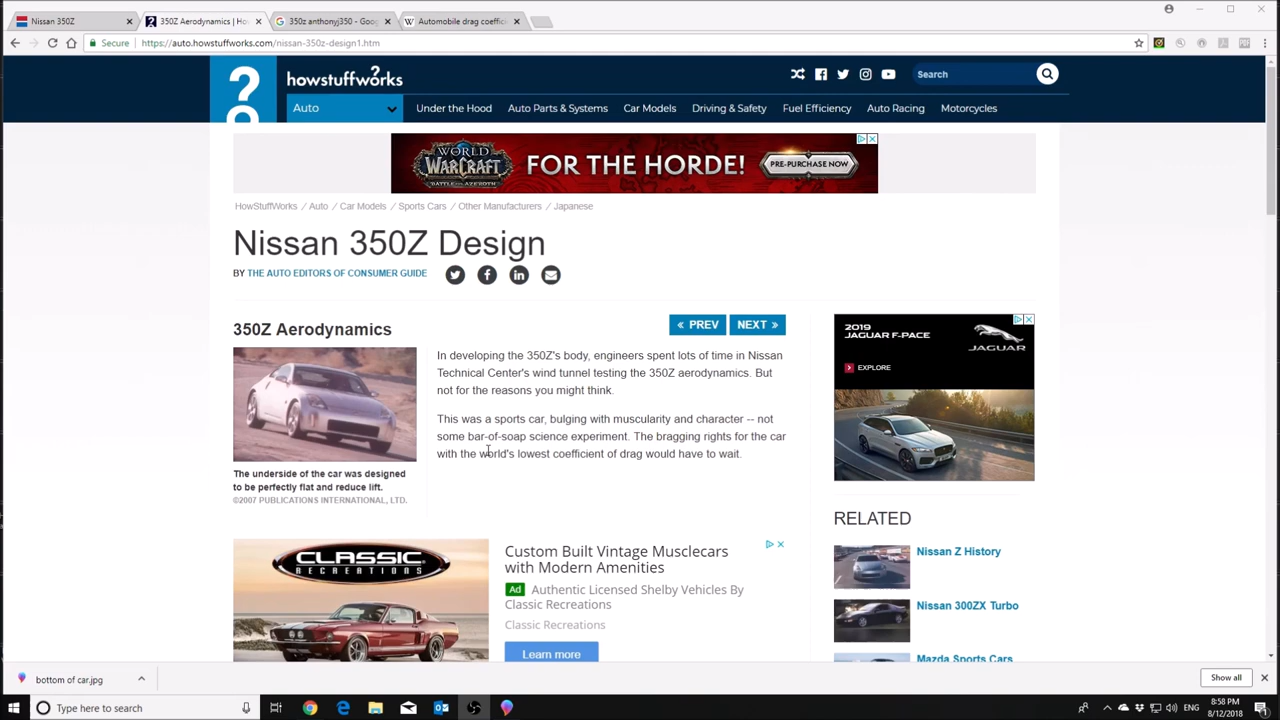 Nissan 350Z
350Z Aerodynamics | Ho
350z anthonyj350 - Goog
Automobile drag coeffici
Secure
https://auto.howstuffworks.com/nissan-350z-design1.htm
howstuffworks
Search
Auto
Under the Hood
Auto Parts & Systems
Car Models
Driving & Safety
Fuel Efficiency
Auto Racing
Motorcycles
WORLD
WARCRAFT
FOR THE HORDE!
PRE-PURCHASE NOW
HowStuffWorks / Auto / Car Models / Sports Cars / Other Manufacturers / Japanese
Nissan 350Z Design
BY THE AUTO EDITORS OF CONSUMER GUIDE
350Z Aerodynamics
« PREV
NEXT »
In developing the 350Z's body, engineers spent lots of time in Nissan
Technical Center's wind tunnel testing the 350Z aerodynamics. But
not for the reasons you might think.
This was a sports car, bulging with muscularity and character -- not
some bar-of-soap science experiment. The bragging rights for the car
with the world's lowest coefficient of drag would have to wait.
The underside of the car was designed
to be perfectly flat and reduce lift.
©2007 PUBLICATIONS INTERNATIONAL, LTD.
2019
JAGUAR F-PACE
JAGUAR
EXPLORE
RELATED
Nissan Z History
Nissan 300ZX Turbo
Mazda Sports Cars
CLASSIC
RECREATIONS
Custom Built Vintage Musclecars
with Modern Amenities
Ad Authentic Licensed Shelby Vehicles By
Classic Recreations
Classic Recreations
Learn more
bottom of car.jpg
Show all
Type here to search
ENG
8:58 PM
8/12/2018